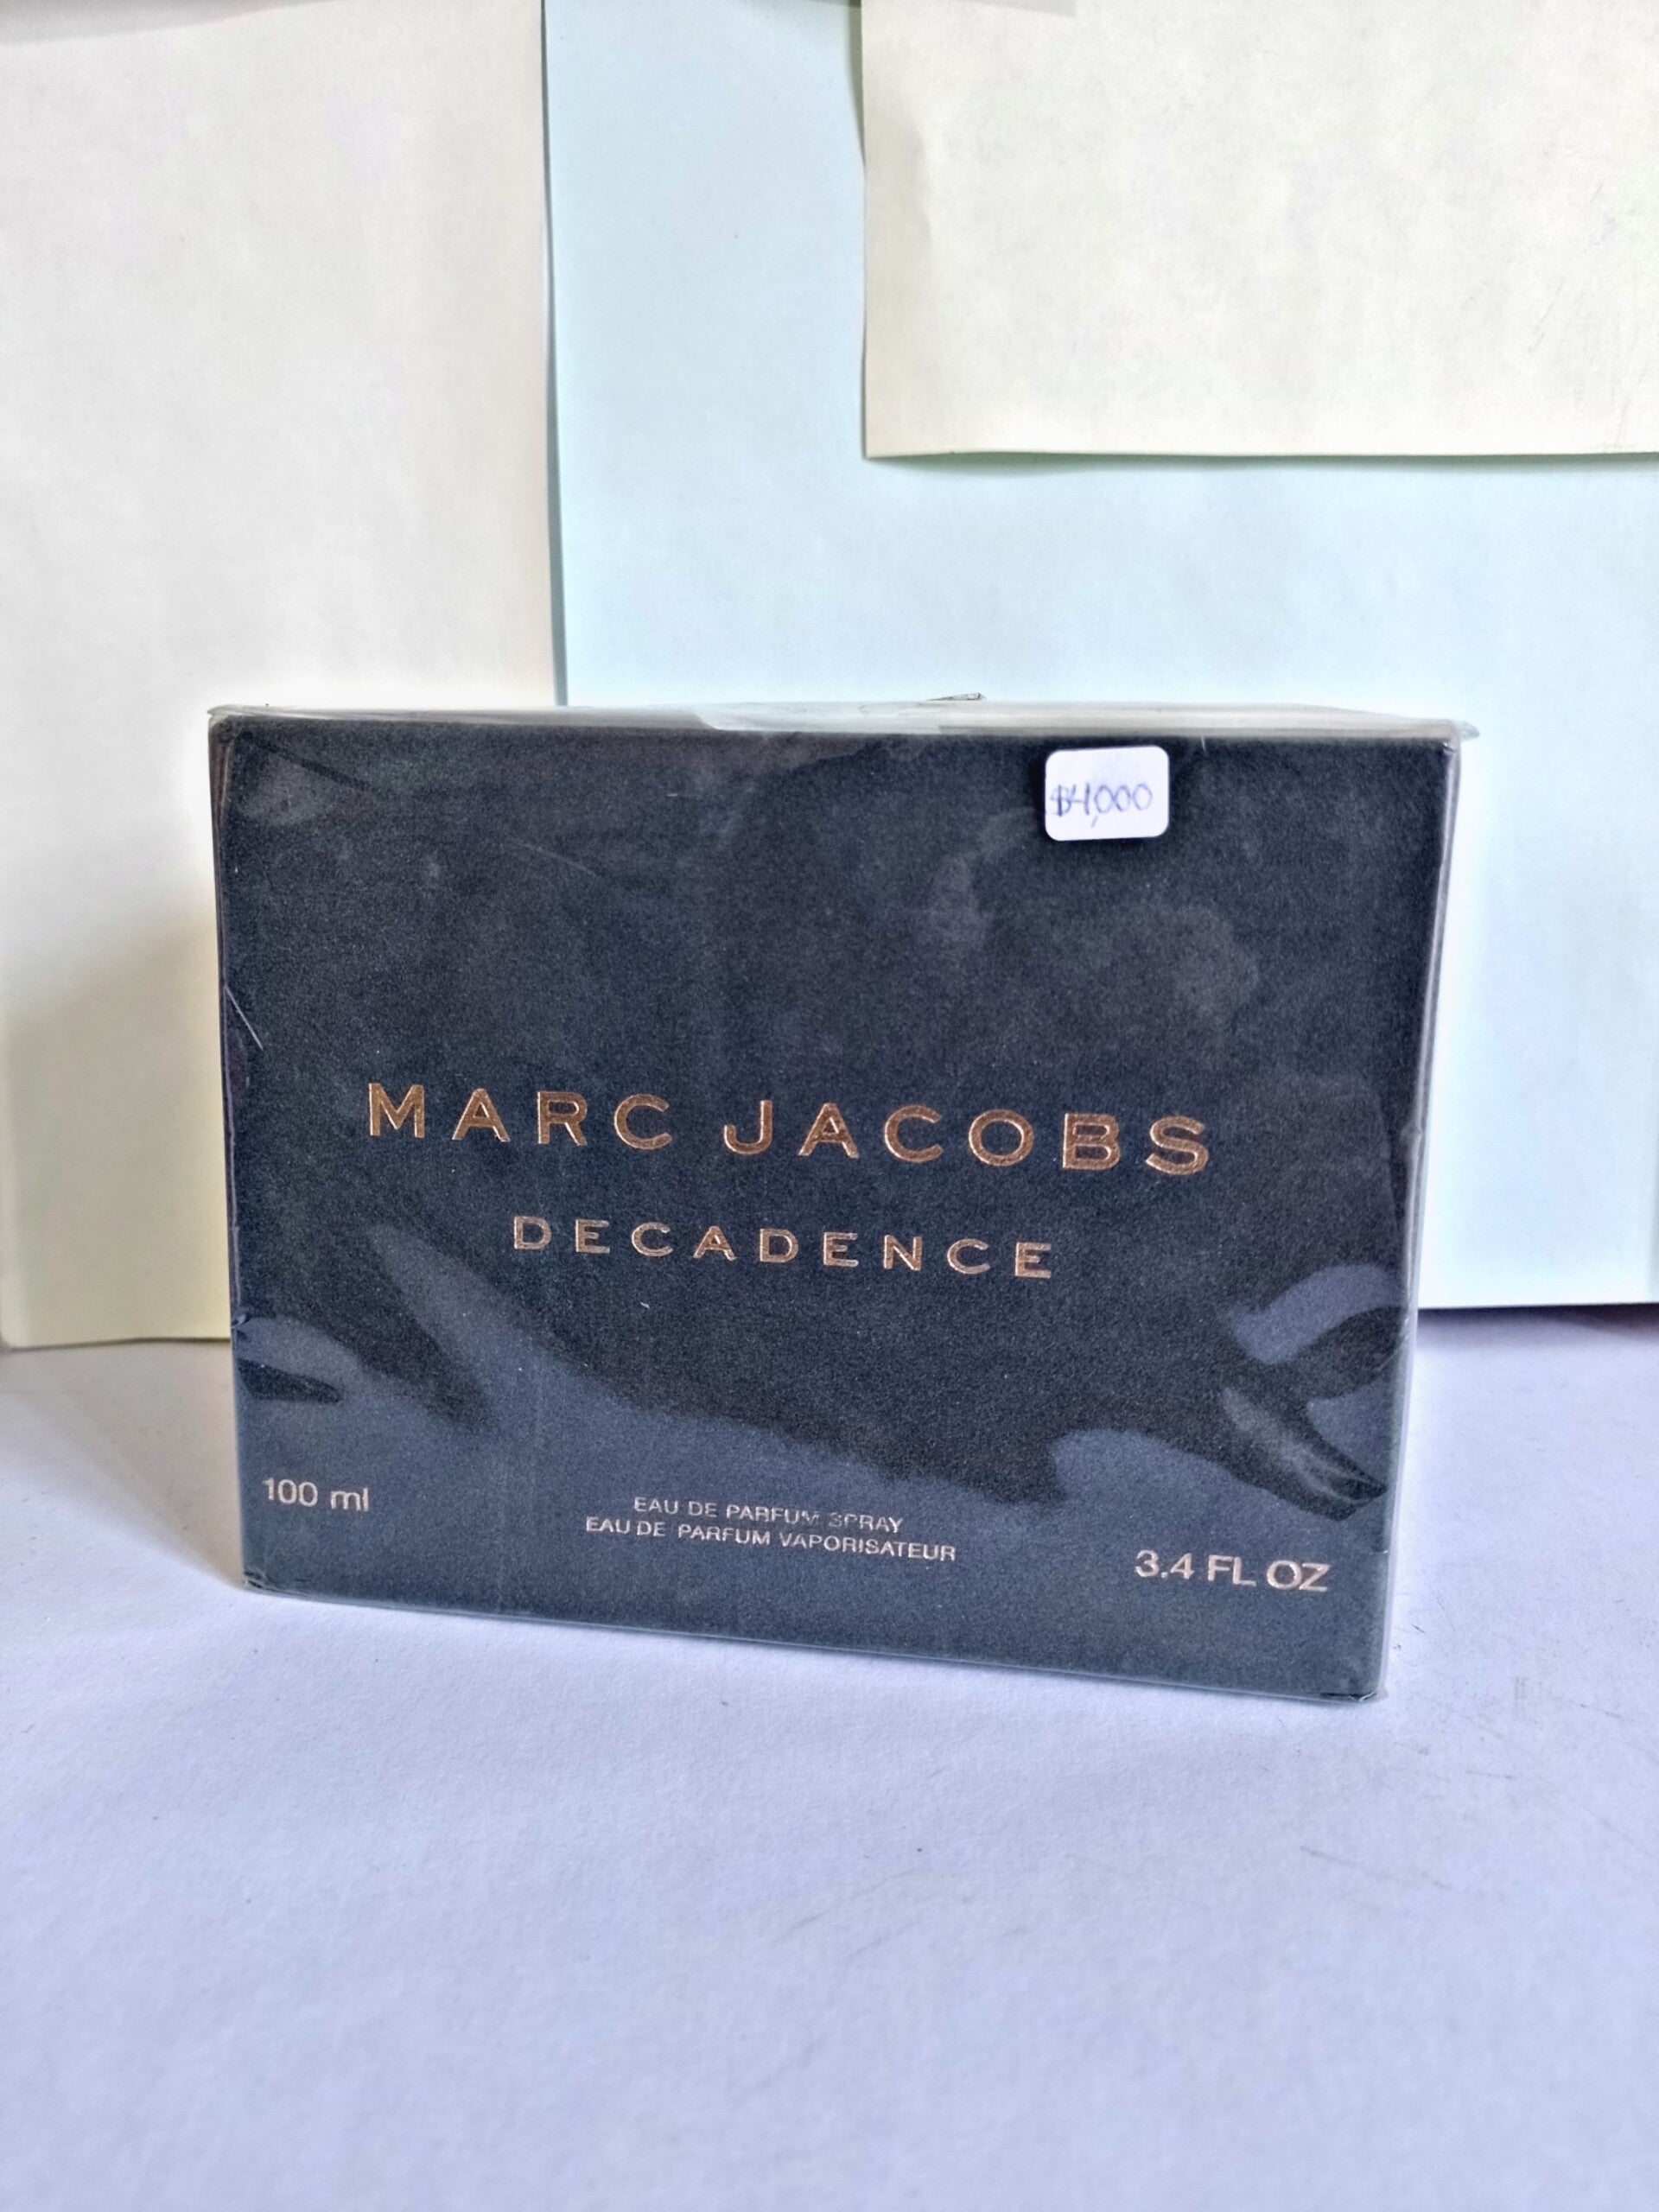 $4,000
MARC JACOBS
DECADENCE
100 ml
EAU DE PARFUM SPRAY
EAU DE PARFUM VAPORISATEUR
3.4 FL OZ